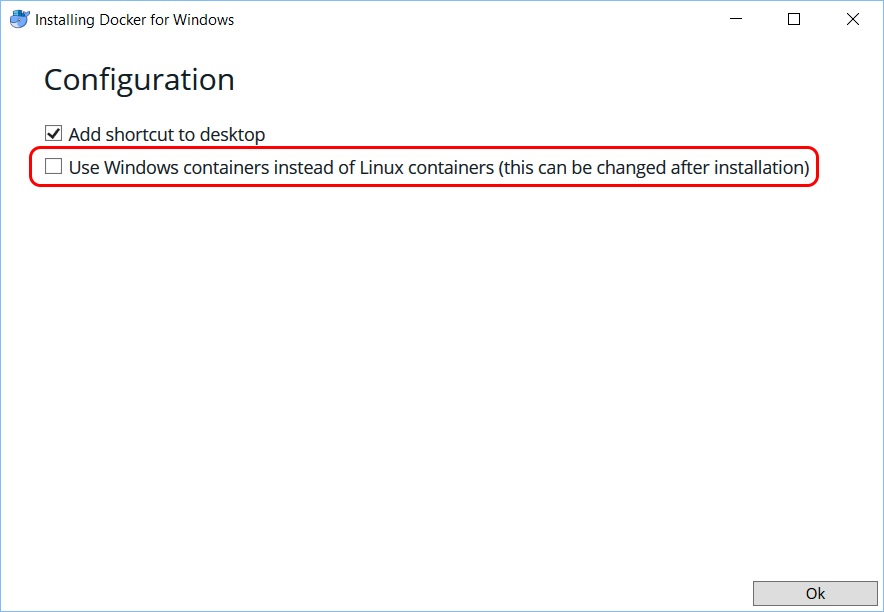 Installing Docker for Windows
Configuration
Add shortcut to desktop
Use Windows containers instead of Linux containers (this can be changed after installation)
Ok